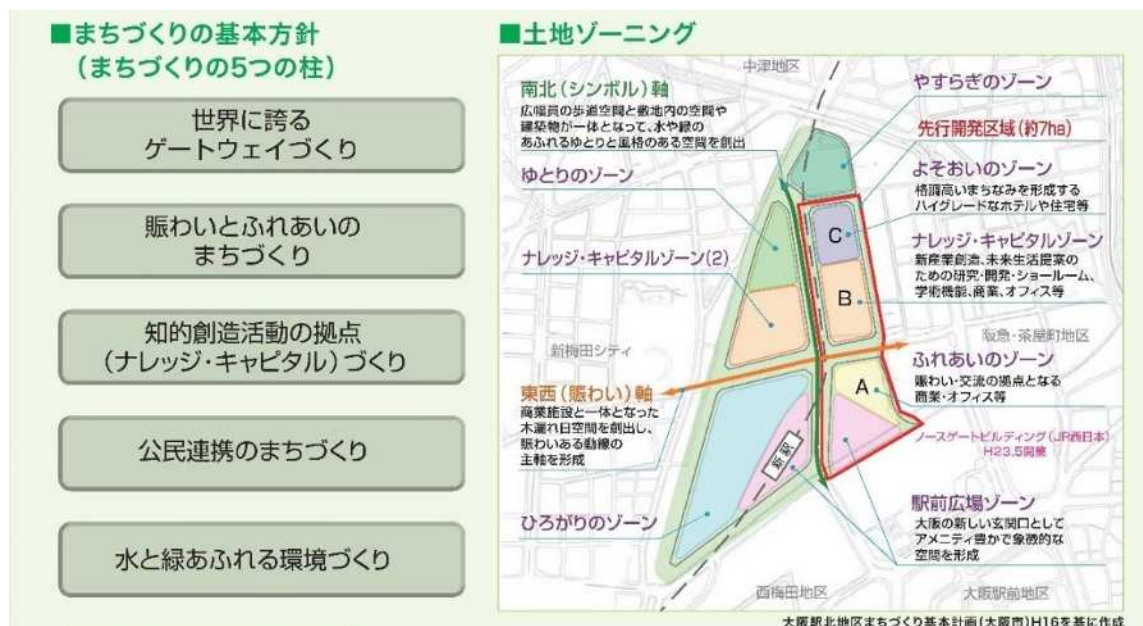 ■まちづくりの基本方針
（まちづくりの5つの柱）
世界に誇る
ゲートウェイづくり
賑わいとふれあいの
まちづくり
知的創造活動の拠点
（ナレッジ・キャピタル）づくり
公民連携のまちづくり
水と緑あふれる環境づくり
■土地ゾーニング
中津地区
南北（シンボル）軸
広幅員の歩道空間と敷地内の空間や
建築物が一体となって、水や緑の
あふれるゆとりと風格のある空間を創出
ゆとりのゾーン
ナレッジ・キャピタルゾーン(2)
新梅田シティ
東西（賑わい）軸
商業施設と一体となった
木漏れ日空間を創出し、
賑わいある動線の
主軸を形成
ひろがりのゾーン
C
B
A
新駅
やすらぎのゾーン
先行開発区域（約7ha）
よそおいのゾーン
格調高いまちなみを形成する
ハイグレードなホテルや住宅等
ナレッジ・キャピタルゾーン
新産業創造、未来生活提案の
ための研究・開発・ショールーム、
学術機能、商業、オフィス等
阪急・茶屋町地区
ふれあいのゾーン
賑わい・交流の拠点となる
商業・オフィス等
ノースゲートビルディング（JR西日本）
H23.5開業
駅前広場ゾーン
大阪の新しい玄関口として
アメニティ豊かで象徴的な
空間を形成
西梅田地区
大阪駅前地区
大阪駅北地区まちづくり基本計画（大阪市）H16を基に作成